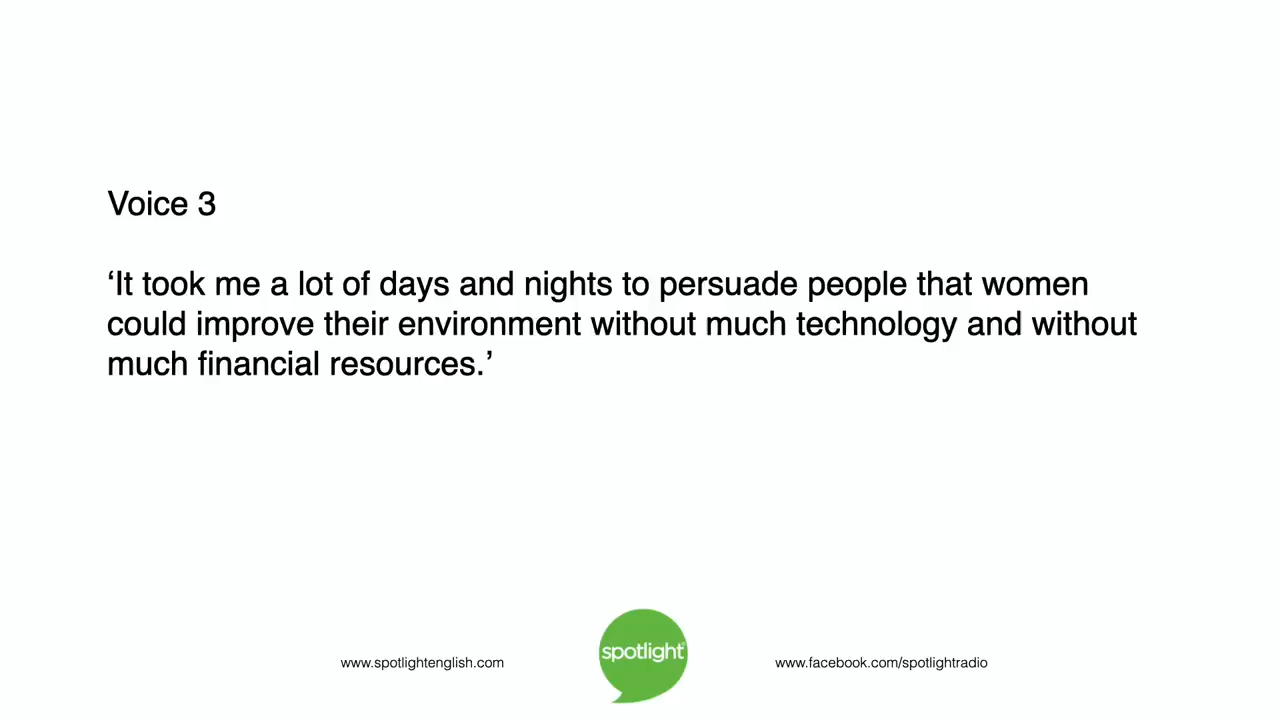 Voice 3
‘It took me a lot of days and nights to persuade people that women
could improve their environment without much technology and without
much financial resources.’
www.spotlightenglish.com
spotlight®
www.facebook.com/spotlightradio